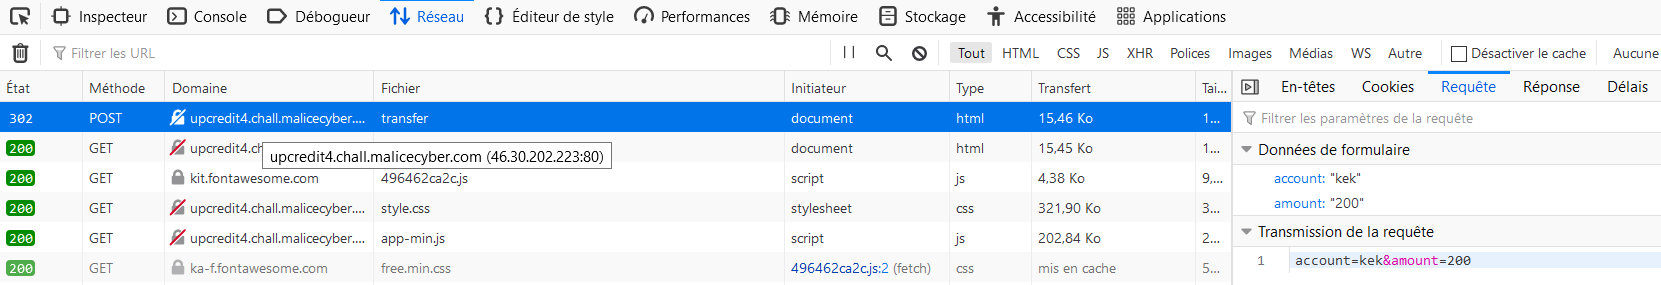 Inspecteur Console Débogueur Réseau Éditeur de style Performances Mémoire Stockage Accessibilité Applications
Filtrer les URL Tout HTML CSS JS XHR Polices Images Médias WS Autre Désactiver le cache Aucune
État Méthode Domaine Fichier Initiateur Type Transfert Tai... En-têtes Cookies Requête Réponse Délais
302 POST upcredit4.chall.malicecyber.... transfer document html 15,46 Ko 1... Filtrer les paramètres de la requête
200 GET upcredit4.ch document html 15,45 Ko 1... Données de formulaire
upcredit4.chall.malicecyber.com (46.30.202.223:80)
200 GET kit.fontawesome.com 496462ca2c.js script js 4,38 Ko 9,... account: "kek"
200 GET upcredit4.chall.malicecyber.... style.css stylesheet css 321,90 Ko 3... amount: "200"
200 GET upcredit4.chall.malicecyber.... app-min.js script js 202,84 Ko 2... Transmission de la requête
200 GET ka-f.fontawesome.com free.min.css 496462ca2c.js:2 (fetch) css mis en cache 5... 1 account=kek&amount=200